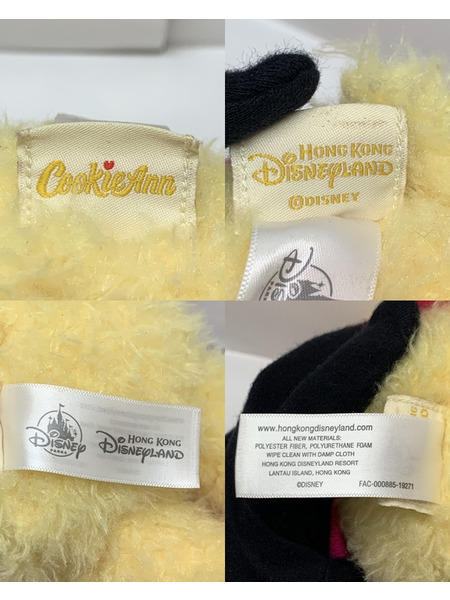 CookieAnn
HONG KONG
DISNEYLAND
©DISNEY
DISNEY
PARKS
HONG KONG
DISNEYLAND
www.hongkongdisneyland.com
ALL NEW MATERIALS:
POLYESTER FIBER, POLYURETHANE FOAM
WIPE CLEAN WITH DAMP CLOTH
HONG KONG DISNEYLAND RESORT
LANTAU ISLAND, HONG KONG
©DISNEY FAC-000885-19271